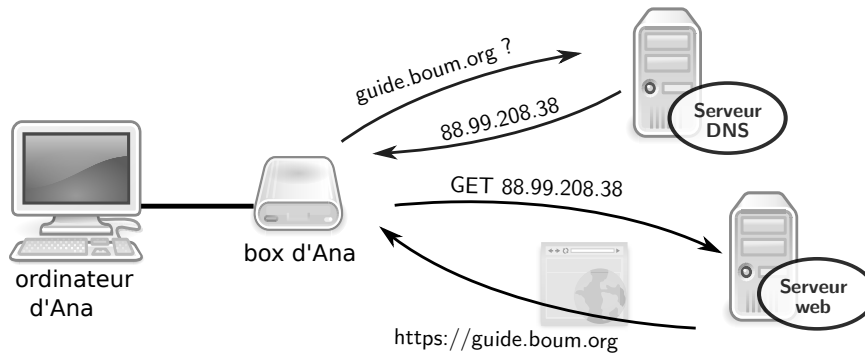 guide.boum.org ?
88.99.208.38
Serveur
DNS
GET 88.99.208.38
box d'Ana
ordinateur
d'Ana
Serveur
web
https://guide.boum.org